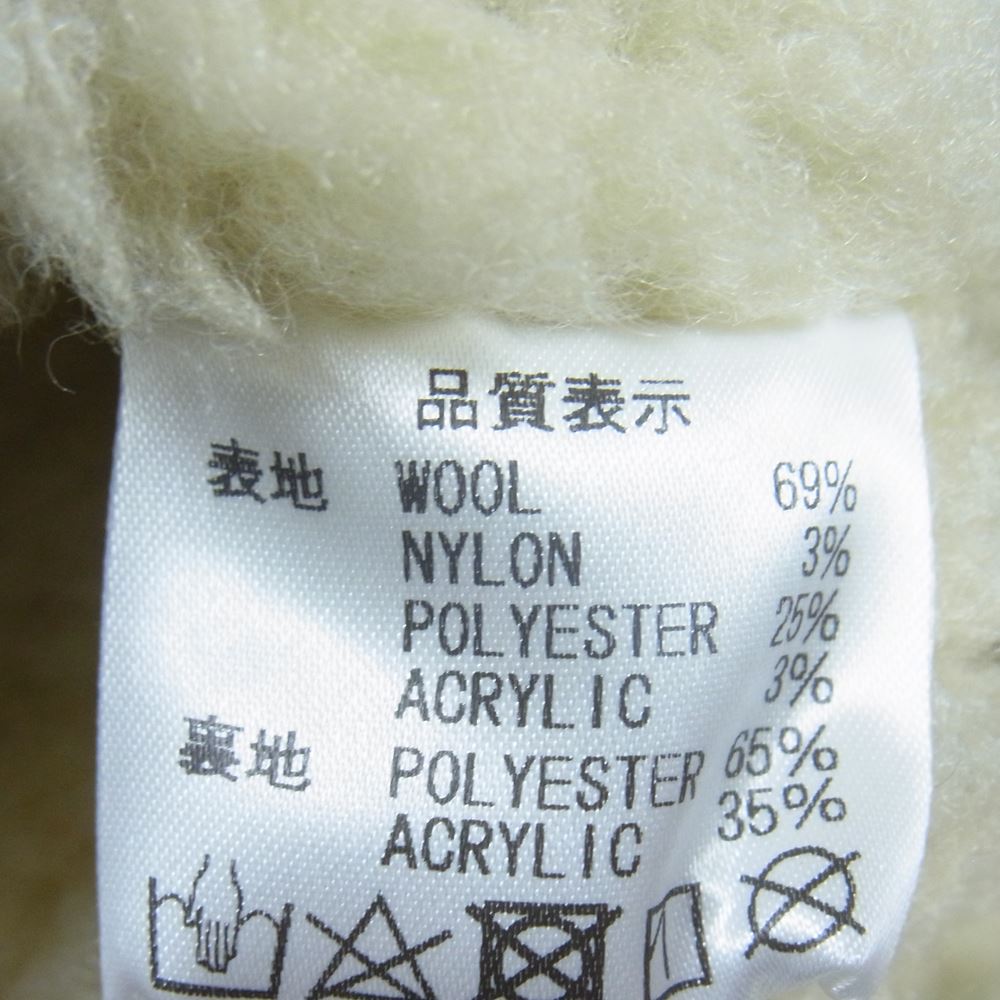 品質表示
表地 WOOL 69%
NYLON 3%
POLYESTER 25%
ACRYLIC 3%
裏地 POLYESTER 65%
ACRYLIC 35%